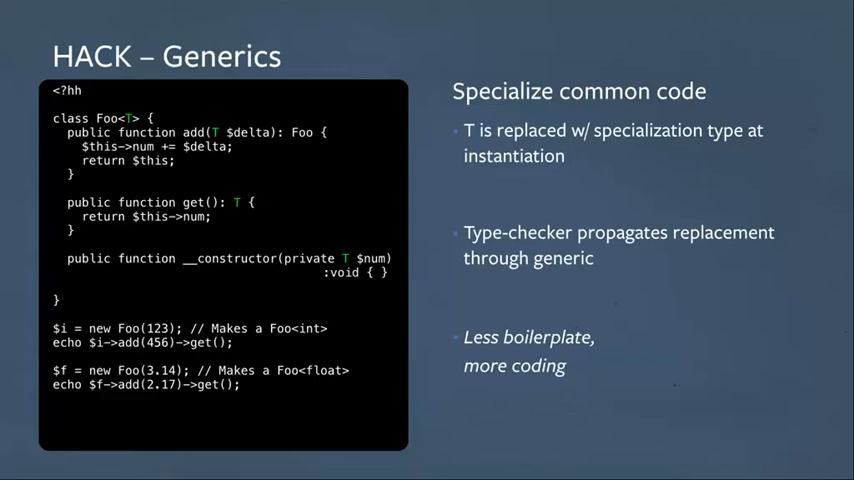 HACK – Generics
<?hh
class Foo<T> {
public function add(T $delta): Foo {
$this->num += $delta;
return $this;
}
public function get(): T {
return $this->num;
}
public function __constructor(private T $num)
:void { }
}
$i = new Foo(123); // Makes a Foo<int>
echo $i->add(456)->get();
$f = new Foo(3.14); // Makes a Foo<float>
echo $f->add(2.17)->get();
Specialize common code
• T is replaced w/ specialization type at
instantiation
• Type-checker propagates replacement
through generic
• Less boilerplate,
more coding